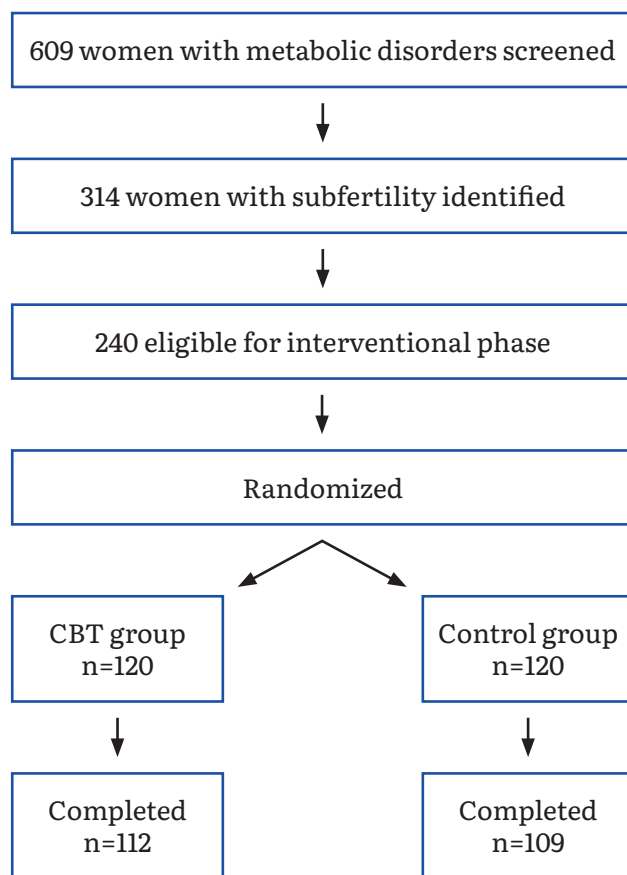 609 women with metabolic disorders screened
314 women with subfertility identified
240 eligible for interventional phase
Randomized
CBT group
n=120
Control group
n=120
Completed
n=112
Completed
n=109